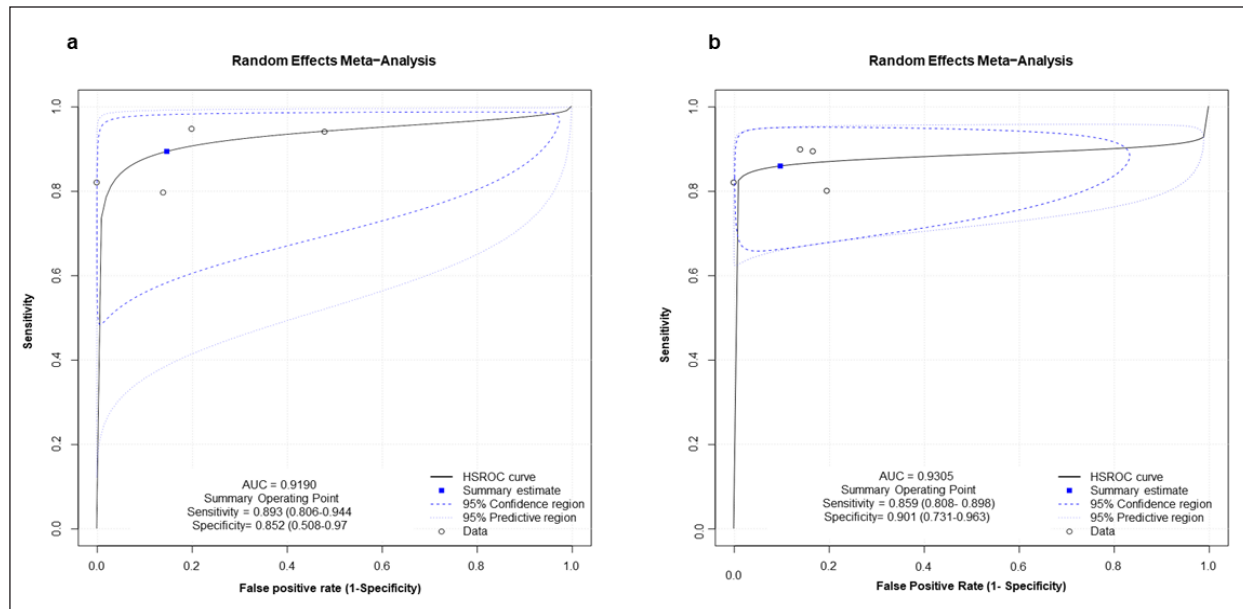 a
Random Effects Meta-Analysis
1.0
0.8
0.6
0.4
0.2
0.0
Sensitivity
AUC = 0.9190
Summary Operating Point
Sensitivity = 0.893 (0.806-0.944
Specificity= 0.852 (0.508-0.97
HSROC curve
Summary estimate
95% Confidence region
95% Predictive region
Data
0.0 0.2 0.4 0.6 0.8 1.0
False positive rate (1-Specificity)
b
Random Effects Meta-Analysis
1.0
0.8
0.6
0.4
0.2
0.0
Sensitivity
AUC = 0.9305
Summary Operating Point
Sensitivity = 0.859 (0.808- 0.898)
Specificity= 0.901 (0.731-0.963)
HSROC curve
Summary estimate
95% Confidence region
95% Predictive region
Data
0.0 0.2 0.4 0.6 0.8 1.0
False Positive Rate (1- Specificity)